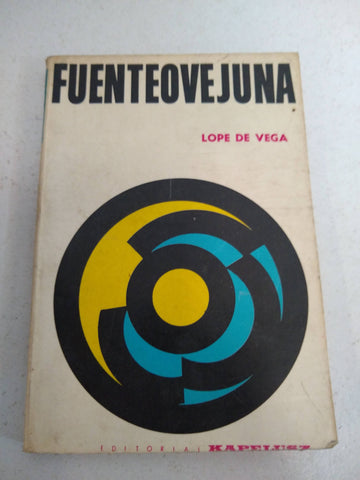 FUENTEOVEJUNA
LOPE DE VEGA
EDITORIAL KAPELUSZ